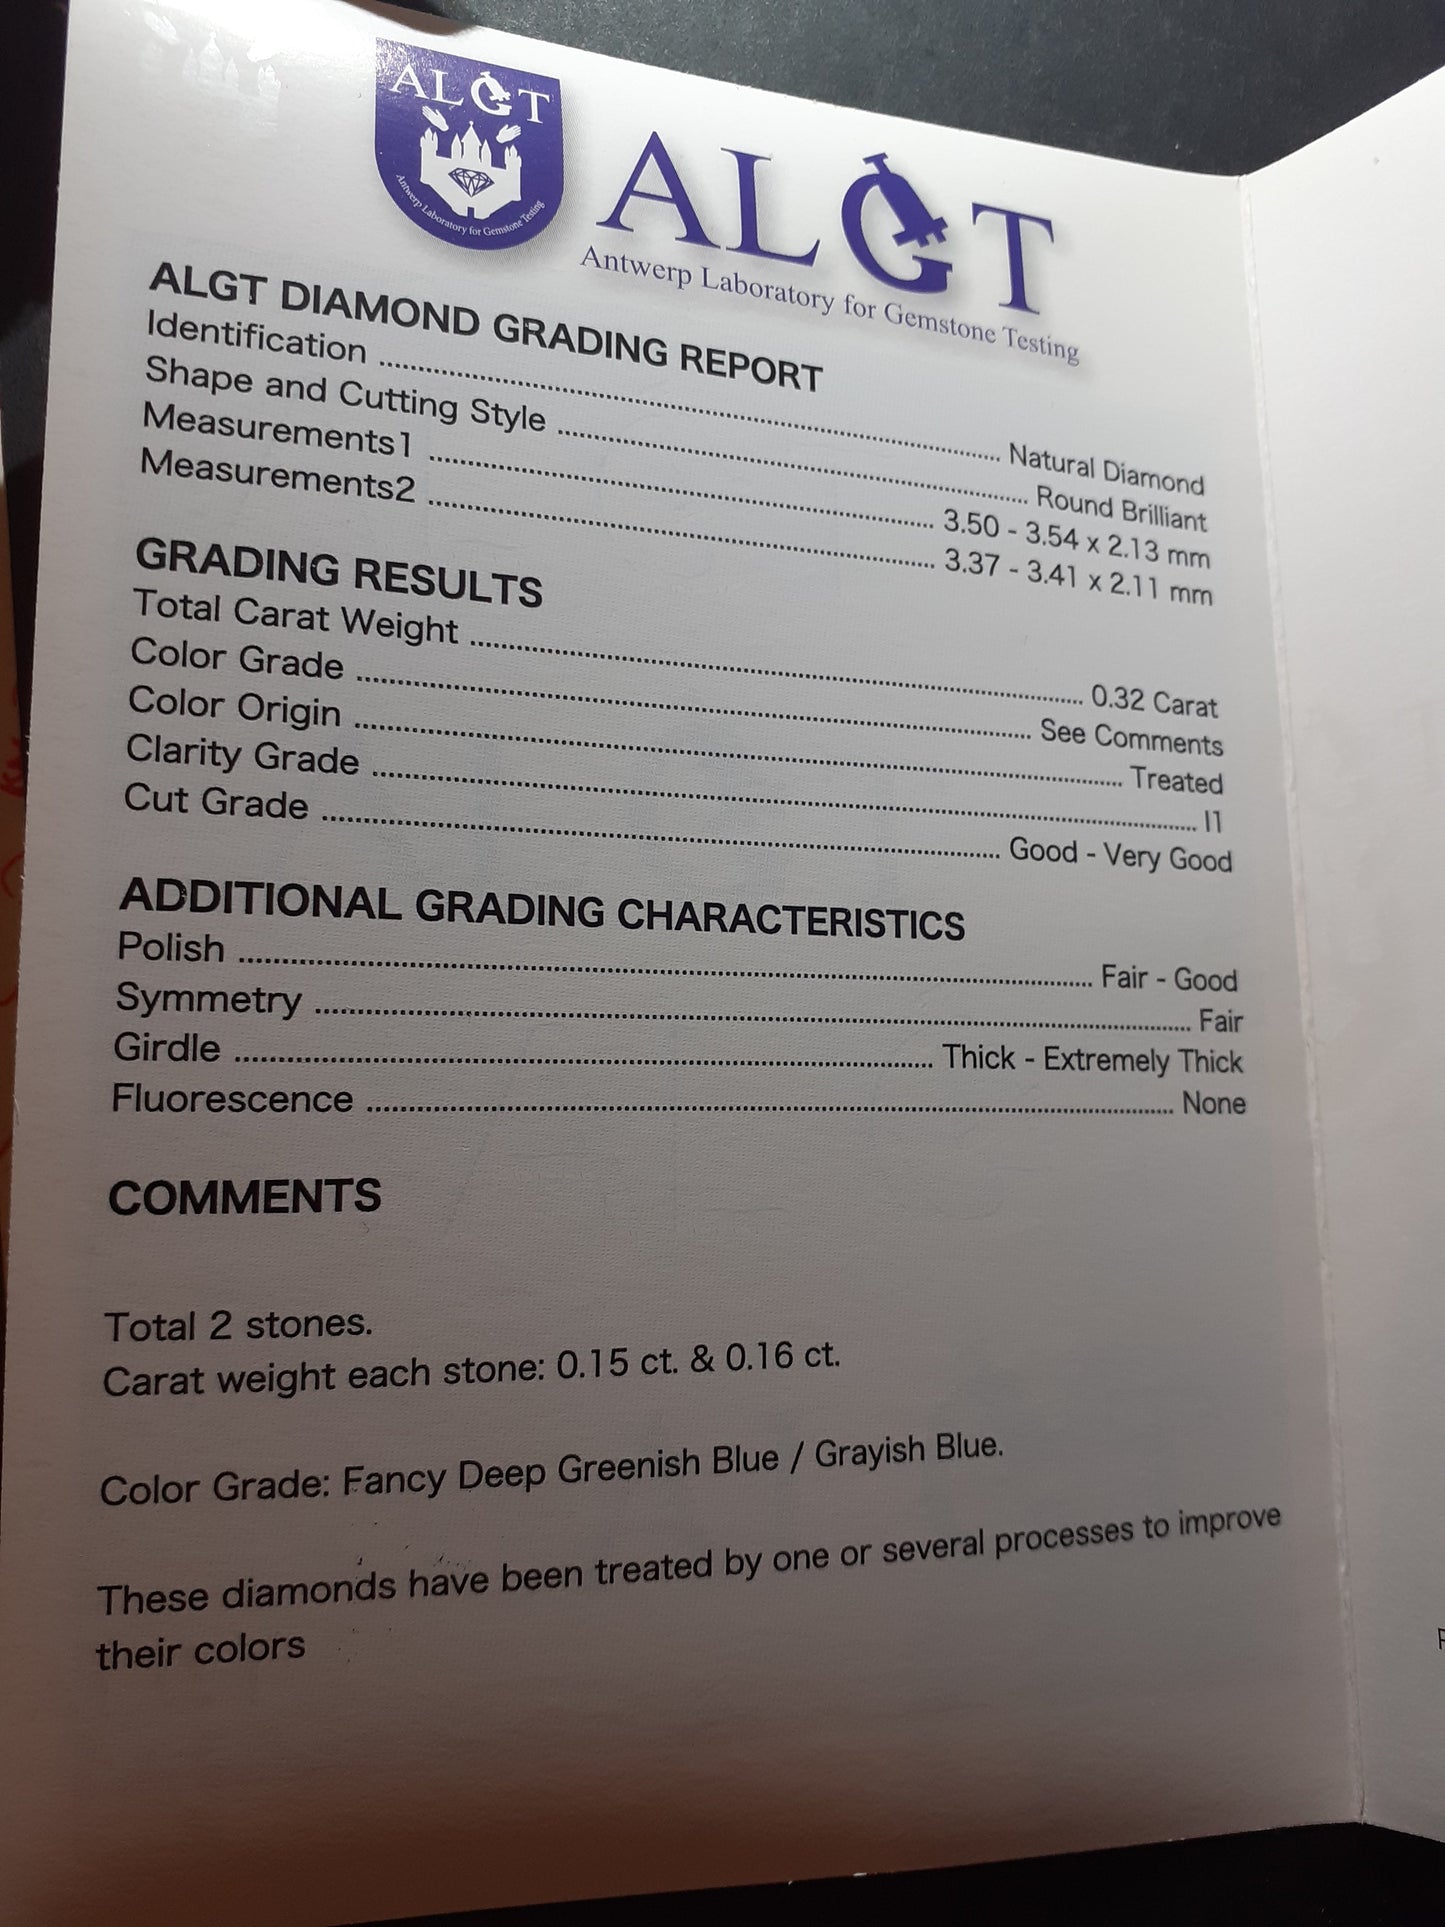 ALGT
Antwerp Laboratory for Gemstone Testing
ALGT
Antwerp Laboratory for Gemstone Testing
ALGT DIAMOND GRADING REPORT
Identification ........ Natural Diamond
Shape and Cutting Style ........ Round Brilliant
Measurements1 ........ 3.50 - 3.54 x 2.13 mm
Measurements2 ........ 3.37 - 3.41 x 2.11 mm
GRADING RESULTS
Total Carat Weight ........ 0.32 Carat
Color Grade ........ See Comments
Color Origin ........ Treated
Clarity Grade ........ I1
Cut Grade ........ Good - Very Good
ADDITIONAL GRADING CHARACTERISTICS
Polish ........ Fair - Good
Symmetry ........ Fair
Girdle ........ Thick - Extremely Thick
Fluorescence ........ None
COMMENTS
Total 2 stones.
Carat weight each stone: 0.15 ct. & 0.16 ct.
Color Grade: Fancy Deep Greenish Blue / Grayish Blue.
These diamonds have been treated by one or several processes to improve
their colors